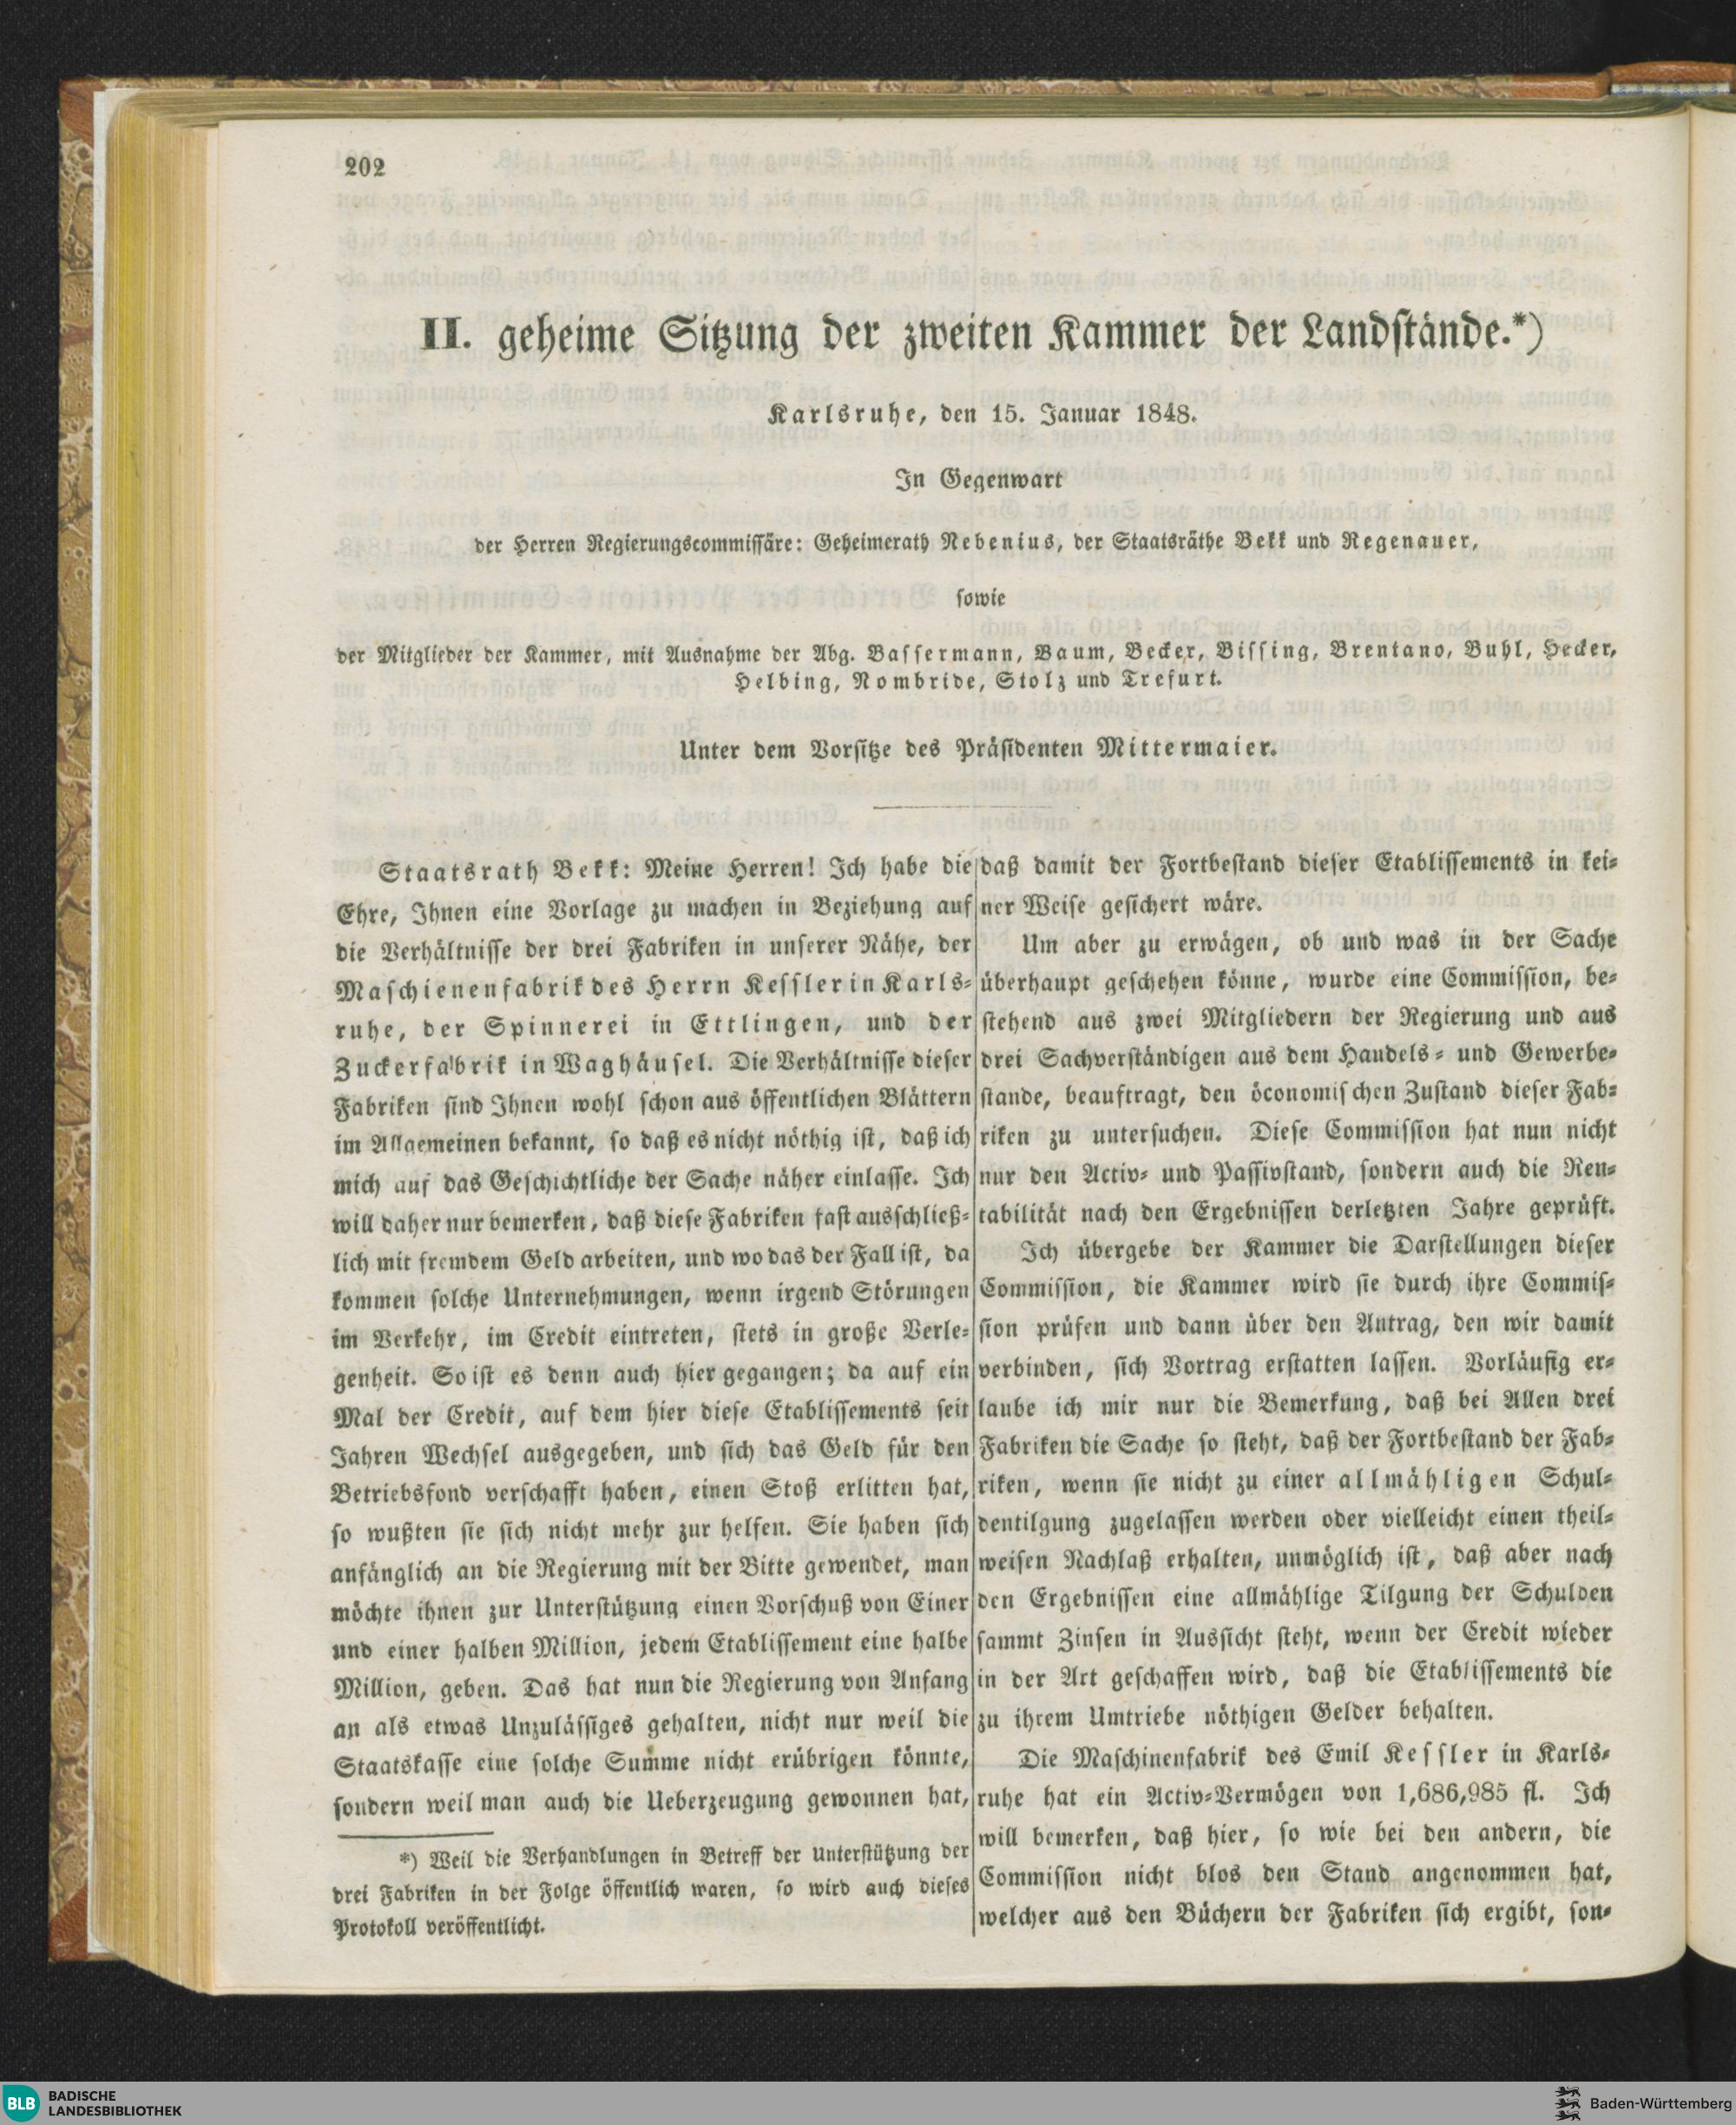 202
II. geheime Sitzung der zweiten Kammer der Landstände.*)
Karlsruhe, den 15. Januar 1848.
In Gegenwart
der Herren Regierungscommissäre: Geheimerath Nebenius, der Staatsräthe Bekk und Regenauer,
sowie
der Mitglieder der Kammer, mit Ausnahme der Abg. Bassermann, Baum, Becker, Bissing, Brentano, Buhl, Hecker,
Helbing, Nombride, Stolz und Trefurt.
Unter dem Vorsitze des Präsidenten Mittermaier.
Staatsrath Bekk: Meine Herren! Ich habe die
Ehre, Ihnen eine Vorlage zu machen in Beziehung auf
die Verhältnisse der drei Fabriken in unserer Nähe, der
Maschienenfabrik des Herrn Kessler in Karls-
ruhe, der Spinnerei in Ettlingen, und der
Zuckerfabrik in Waghäusel. Die Verhältnisse dieser
Fabriken sind Ihnen wohl schon aus öffentlichen Blättern
im Allgemeinen bekannt, so daß es nicht nöthig ist, daß ich
mich auf das Geschichtliche der Sache näher einlasse. Ich
will daher nur bemerken, daß diese Fabriken fast ausschließ-
lich mit fremdem Geld arbeiten, und wo das der Fall ist, da
kommen solche Unternehmungen, wenn irgend Störungen
im Verkehr, im Credit eintreten, stets in große Verle-
genheit. So ist es denn auch hier gegangen; da auf ein
Mal der Credit, auf dem hier diese Etablissements seit
Jahren Wechsel ausgegeben, und sich das Geld für den
Betriebsfond verschafft haben, einen Stoß erlitten hat,
so wußten sie sich nicht mehr zur helfen. Sie haben sich
anfänglich an die Regierung mit der Bitte gewendet, man
möchte ihnen zur Unterstützung einen Vorschuß von Einer
und einer halben Million, jedem Etablissement eine halbe
Million, geben. Das hat nun die Regierung von Anfang
an als etwas Unzulässiges gehalten, nicht nur weil die
Staatskasse eine solche Summe nicht erübrigen könnte,
sondern weil man auch die Ueberzeugung gewonnen hat,
*) Weil die Verhandlungen in Betreff der Unterstützung der
drei Fabriken in der Folge öffentlich waren, so wird auch dieses
Protokoll veröffentlicht.
daß damit der Fortbestand dieser Etablissements in kei-
ner Weise gesichert wäre.
Um aber zu erwägen, ob und was in der Sache
überhaupt geschehen könne, wurde eine Commission, be-
stehend aus zwei Mitgliedern der Regierung und aus
drei Sachverständigen aus dem Handels- und Gewerbe-
stande, beauftragt, den öconomischen Zustand dieser Fab-
riken zu untersuchen. Diese Commission hat nun nicht
nur den Activ- und Passivstand, sondern auch die Ren-
tabilität nach den Ergebnissen derletzten Jahre geprüft.
Ich übergebe der Kammer die Darstellungen dieser
Commission, die Kammer wird sie durch ihre Commis-
sion prüfen und dann über den Antrag, den wir damit
verbinden, sich Vortrag erstatten lassen. Vorläufig er-
laube ich mir nur die Bemerkung, daß bei Allen drei
Fabriken die Sache so steht, daß der Fortbestand der Fab-
riken, wenn sie nicht zu einer allmähligen Schul-
dentilgung zugelassen werden oder vielleicht einen theil-
weisen Nachlaß erhalten, unmöglich ist, daß aber nach
den Ergebnissen eine allmählige Tilgung der Schulden
sammt Zinsen in Aussicht steht, wenn der Credit wieder
in der Art geschaffen wird, daß die Etablissements die
zu ihrem Umtriebe nöthigen Gelder behalten.
Die Maschinenfabrik des Emil Kessler in Karls-
ruhe hat ein Activ-Vermögen von 1,686,985 fl. Ich
will bemerken, daß hier, so wie bei den andern, die
Commission nicht blos den Stand angenommen hat,
welcher aus den Büchern der Fabriken sich ergibt, son-
BLB BADISCHE
LANDESBIBLIOTHEK
Baden-Württemberg